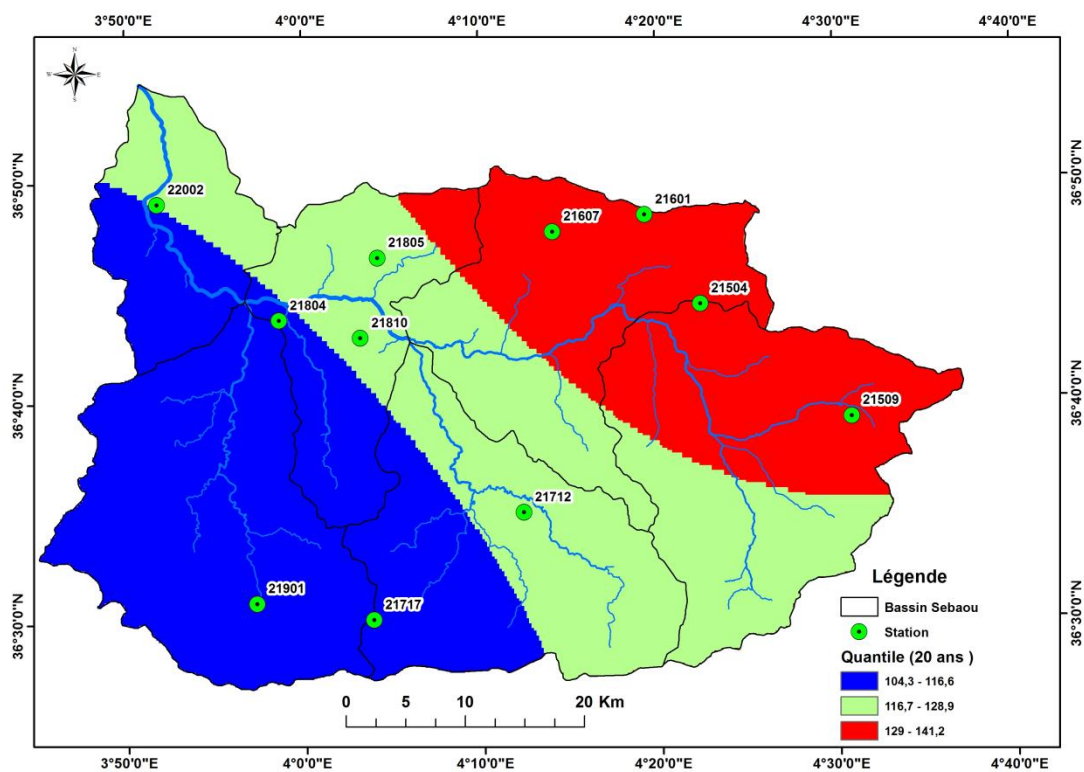 3°50'0"E 4°0'0"E 4°10'0"E 4°20'0"E 4°30'0"E 4°40'0"E
N
W E
S
36°50'0"N 36°50'0"N
22002
21601
21607
21805
21504
21804
21810
36°40'0"N 36°40'0"N
21509
21712
21901
21717
36°30'0"N 36°30'0"N
Légende
Bassin Sebaou
Station
Quantile (20 ans )
104,3 - 116,6
116,7 - 128,9
129 - 141,2
0 5 10 20 Km
3°50'0"E 4°0'0"E 4°10'0"E 4°20'0"E 4°30'0"E 4°40'0"E